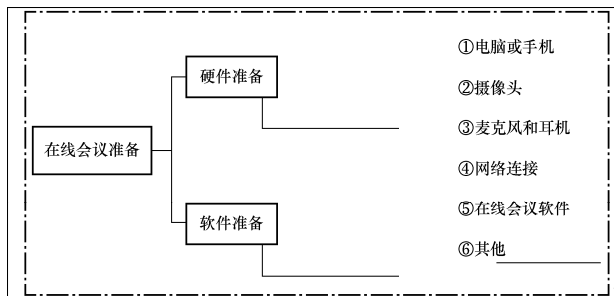 在线会议准备
硬件准备
软件准备
①电脑或手机
②摄像头
③麦克风和耳机
④网络连接
⑤在线会议软件
⑥其他